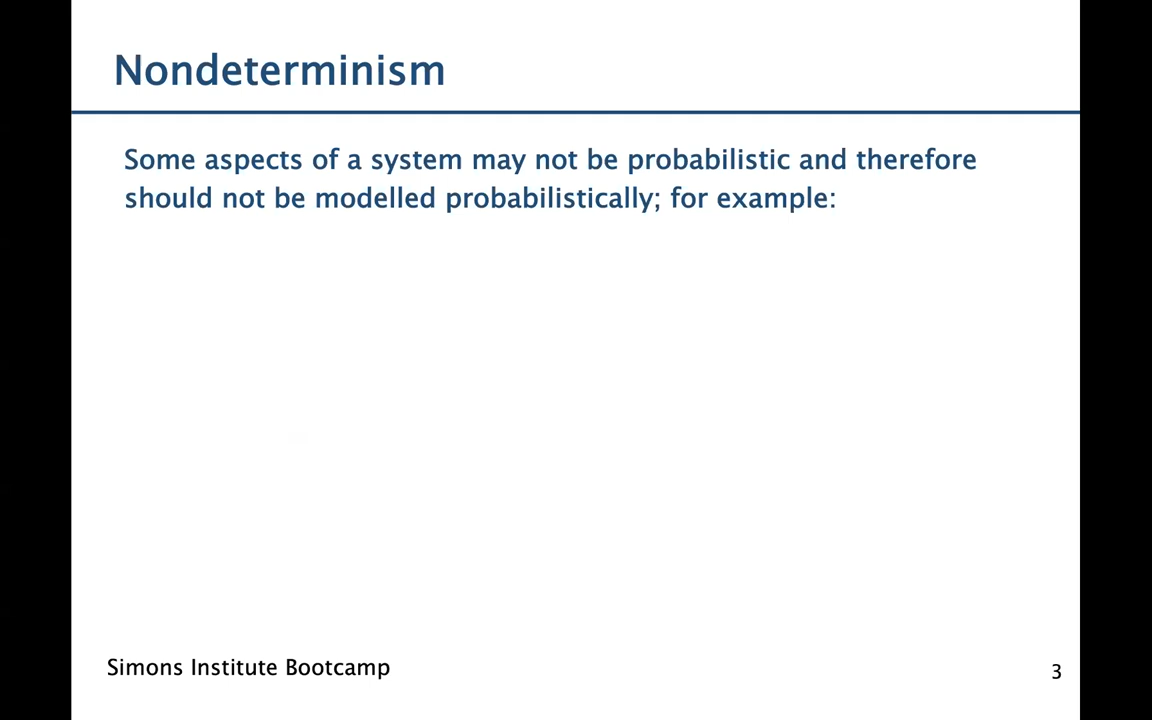 Nondeterminism
Some aspects of a system may not be probabilistic and therefore
should not be modelled probabilistically; for example:
Simons Institute Bootcamp
3